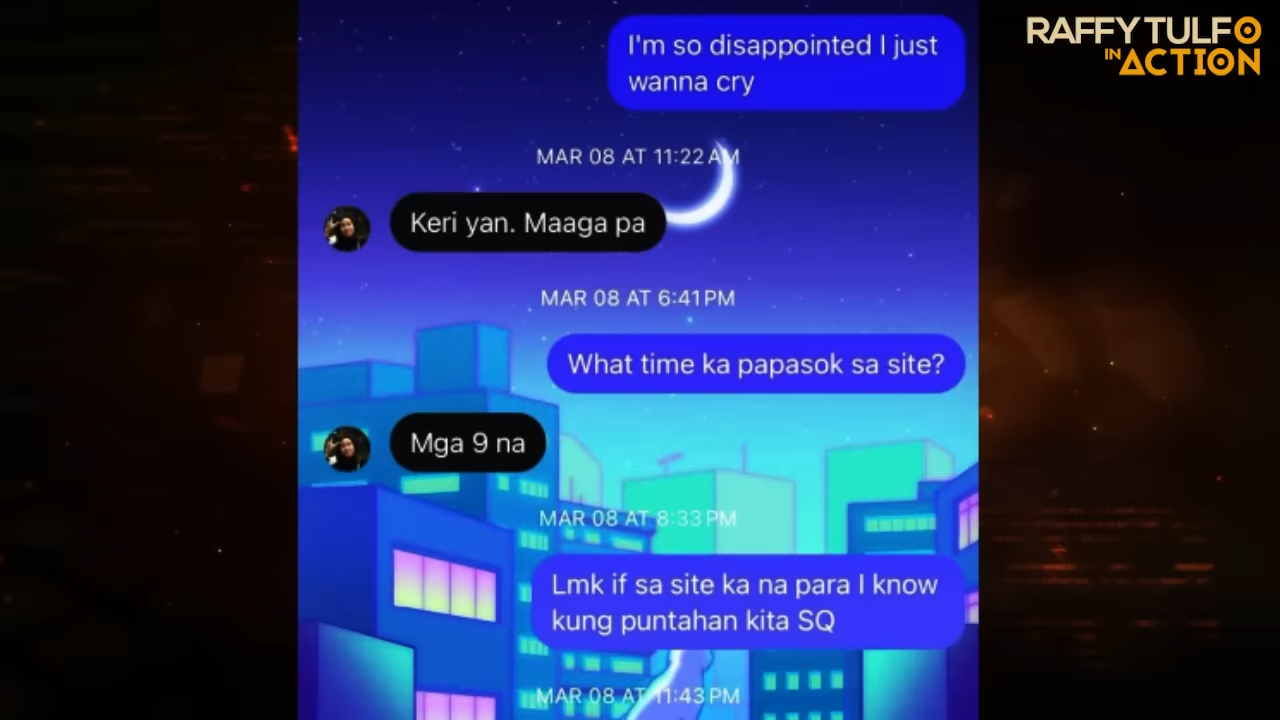 RAFFY TULFO
IN ACTION
I'm so disappointed I just
wanna cry
MAR 08 AT 11:22 AM
Keri yan. Maaga pa
MAR 08 AT 6:41 PM
What time ka papasok sa site?
Mga 9 na
MAR 08 AT 8:33 PM
Lmk if sa site ka na para I know
kung puntahan kita SQ
MAR 08 AT 11:43 PM